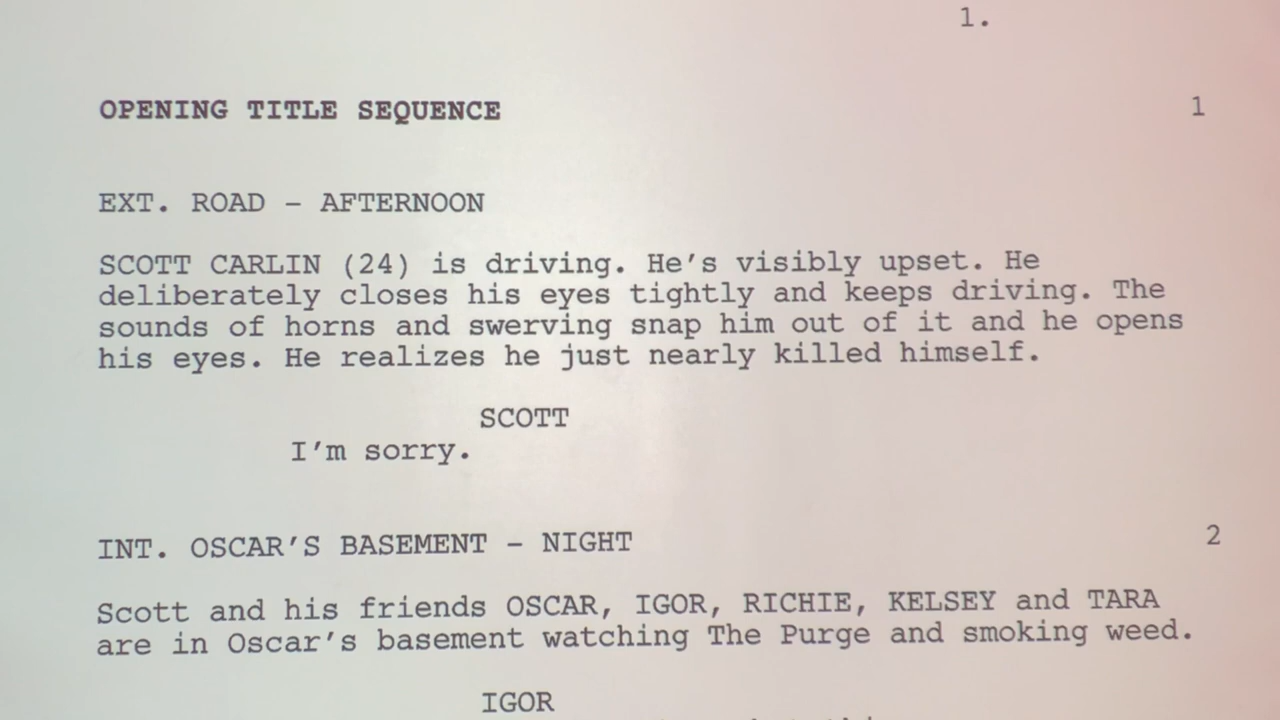 1.
OPENING TITLE SEQUENCE 1
EXT. ROAD – AFTERNOON
SCOTT CARLIN (24) is driving. He's visibly upset. He
deliberately closes his eyes tightly and keeps driving. The
sounds of horns and swerving snap him out of it and he opens
his eyes. He realizes he just nearly killed himself.
SCOTT
I'm sorry.
INT. OSCAR'S BASEMENT – NIGHT 2
Scott and his friends OSCAR, IGOR, RICHIE, KELSEY and TARA
are in Oscar's basement watching The Purge and smoking weed.
IGOR